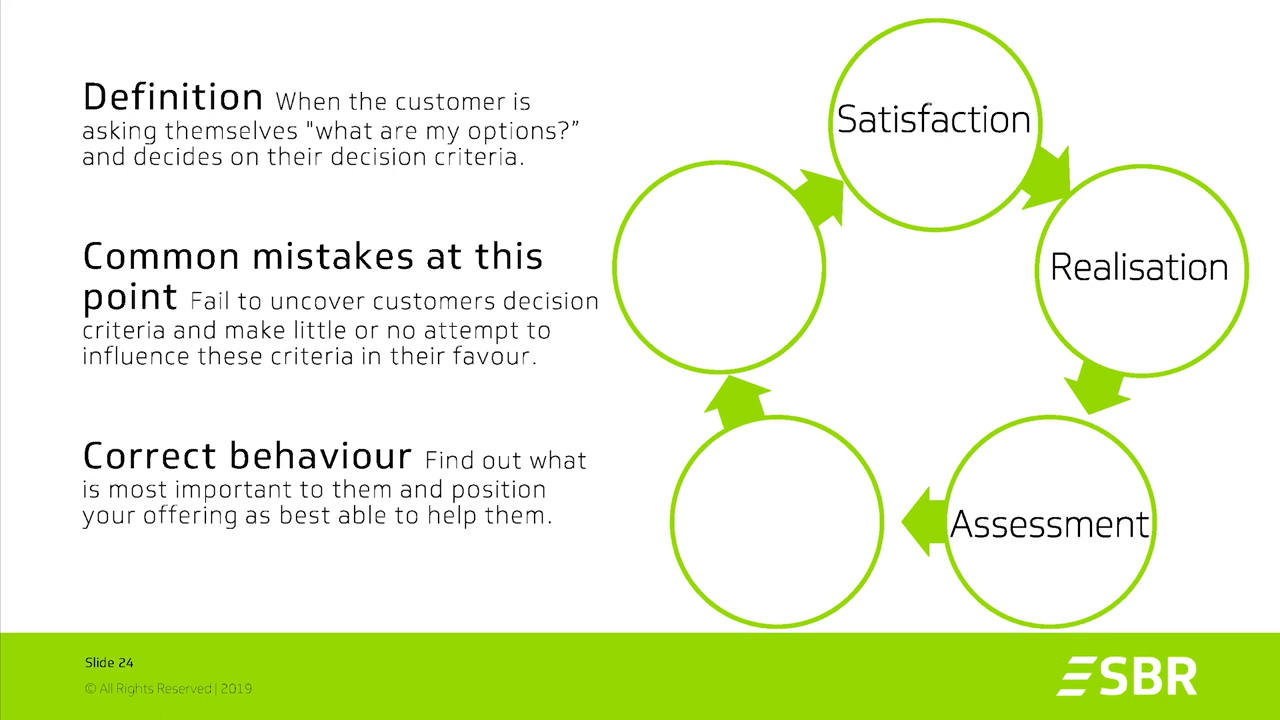 Definition When the customer is
asking themselves "what are my options?”
and decides on their decision criteria.
Common mistakes at this
point Fail to uncover customers decision
criteria and make little or no attempt to
influence these criteria in their favour.
Correct behaviour Find out what
is most important to them and position
your offering as best able to help them.
Satisfaction
Realisation
Assessment
Slide 24
© All Rights Reserved | 2019
SBR